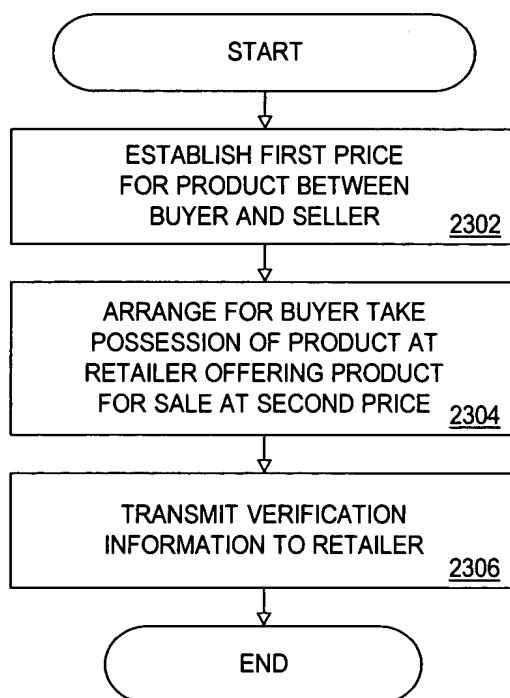 START
ESTABLISH FIRST PRICE
FOR PRODUCT BETWEEN
BUYER AND SELLER
2302
ARRANGE FOR BUYER TAKE
POSSESSION OF PRODUCT AT
RETAILER OFFERING PRODUCT
FOR SALE AT SECOND PRICE
2304
TRANSMIT VERIFICATION
INFORMATION TO RETAILER
2306
END